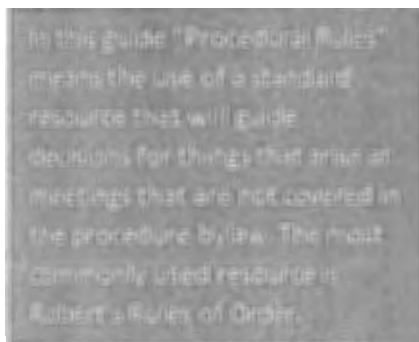 In this guide "Procedural Rules"
means the use of a standard
resource that will guide
decisions for things that arise at
meetings that are not covered in
the procedure bylaw. The most
commonly used resource is
Robert's Rules of Order.